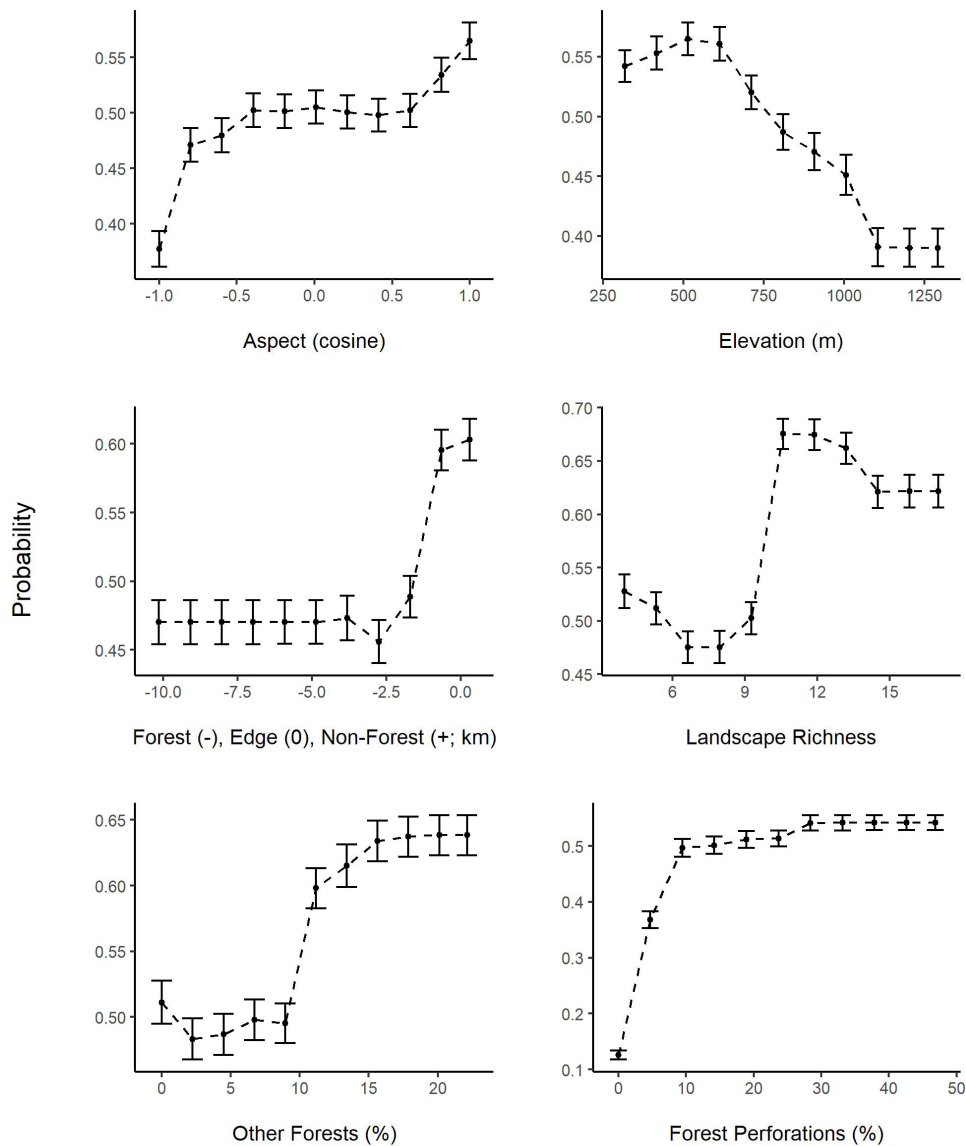 0.55
0.50
0.45
0.40
-1.0 -0.5 0.0 0.5 1.0
Aspect (cosine)
0.55
0.50
0.45
0.40
250 500 750 1000 1250
Elevation (m)
Probability
0.60
0.55
0.50
0.45
-10.0 -7.5 -5.0 -2.5 0.0
Forest (-), Edge (0), Non-Forest (+; km)
0.70
0.65
0.60
0.55
0.50
0.45
6 9 12 15
Landscape Richness
0.65
0.60
0.55
0.50
0 5 10 15 20
Other Forests (%)
0.5
0.4
0.3
0.2
0.1
0 10 20 30 40 50
Forest Perforations (%)